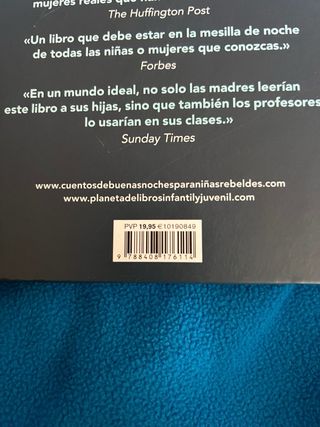 mujeres reales que
The Huffington Post
«Un libro que debe estar en la mesilla de noche
de todas las niñas o mujeres que conozcas.»
Forbes
«En un mundo ideal, no solo las madres leerían
este libro a sus hijas, sino que también los profesores
lo usarían en sus clases.»
Sunday Times
www.cuentosdebuenasnochesparaniñasrebeldes.com
www.planetadelibrosinfantilyjuvenil.com
PVP 19,95 € 10190849
9 788408 176114